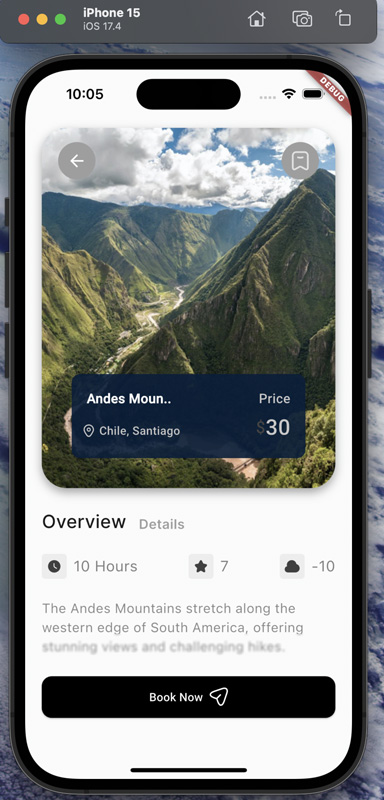 iPhone 15
iOS 17.4
10:05
DEBUG
Andes Moun..
Price
Chile, Santiago
$30
Overview Details
10 Hours
7
-10
The Andes Mountains stretch along the
western edge of South America, offering
stunning views and challenging hikes.
Book Now